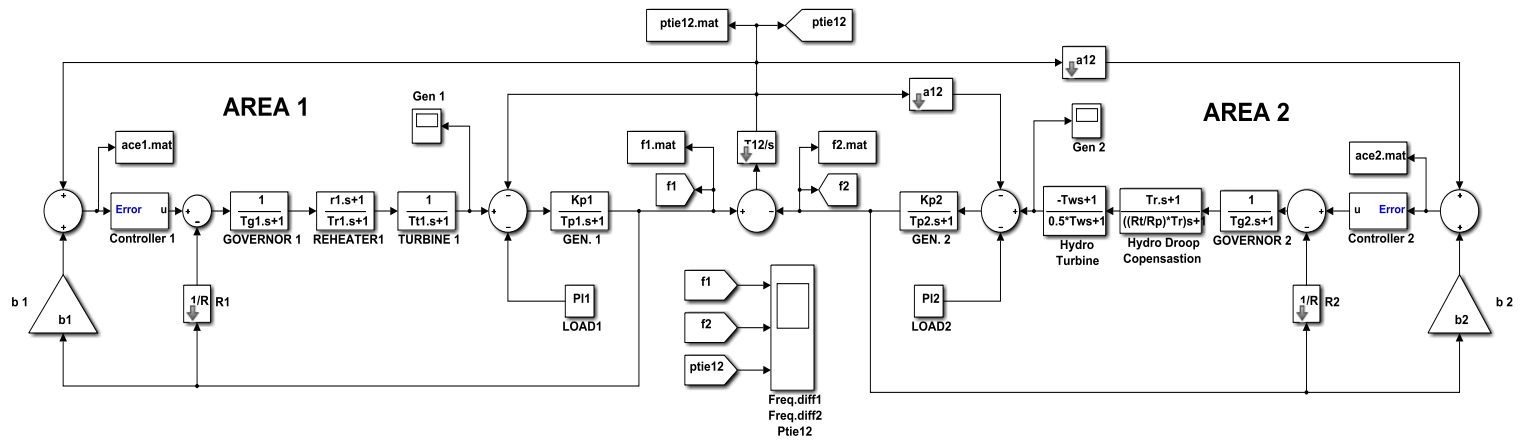 ptie12.mat
ptie12
a12
AREA 1
Gen 1
a12
AREA 2
Gen 2
ace1.mat
f1.mat
T12/s
f2.mat
ace2.mat
f1
f2
+
+
Error
u
Controller 1
+
−
1
Tg1.s+1
GOVERNOR 1
r1.s+1
Tr1.s+1
REHEATER1
1
Tt1.s+1
TURBINE 1
−
+
−
Kp1
Tp1.s+1
GEN. 1
+
−
Kp2
Tp2.s+1
GEN. 2
−
+
−
-Tws+1
0.5*Tws+1
Hydro
Turbine
Tr.s+1
((Rt/Rp)*Tr)s+1
Hydro Droop
Copensastion
1
Tg2.s+1
GOVERNOR 2
+
−
u
Error
Controller 2
+
+
b 1
b1
1/R
R1
Pl1
LOAD1
f1
f2
ptie12
Freq.diff1
Freq.diff2
Ptie12
Pl2
LOAD2
1/R
R2
b2
b 2